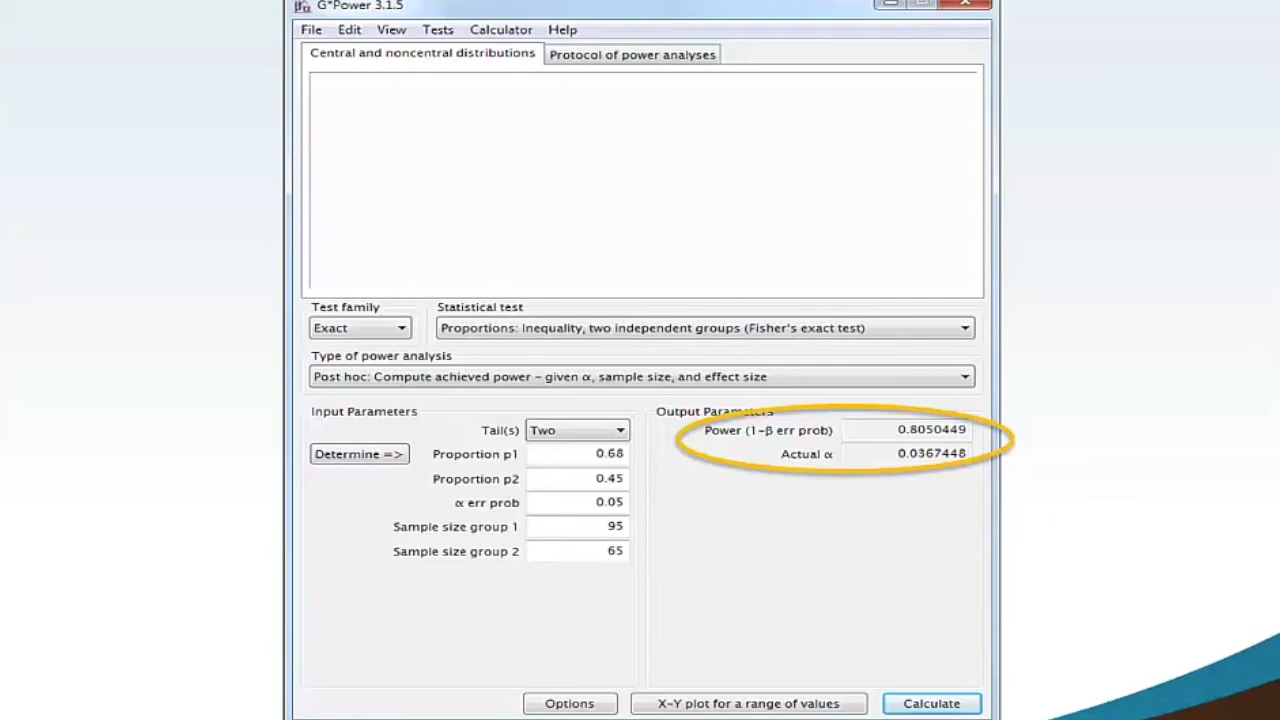 βfα G*Power 3.1.5
File Edit View Tests Calculator Help
Central and noncentral distributions Protocol of power analyses
Test family Statistical test
Exact Proportions: Inequality, two independent groups (Fisher's exact test)
Type of power analysis
Post hoc: Compute achieved power – given α, sample size, and effect size
Input Parameters Output Parameters
Tail(s) Two Power (1-β err prob) 0.8050449
Determine => Proportion p1 0.68 Actual α 0.0367448
Proportion p2 0.45
α err prob 0.05
Sample size group 1 95
Sample size group 2 65
Options X-Y plot for a range of values Calculate